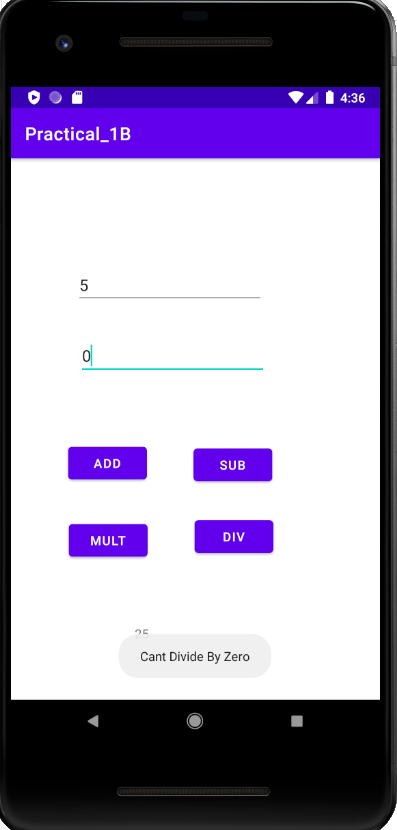 4:36
Practical_1B
5
0
ADD
SUB
MULT
DIV
25
Cant Divide By Zero